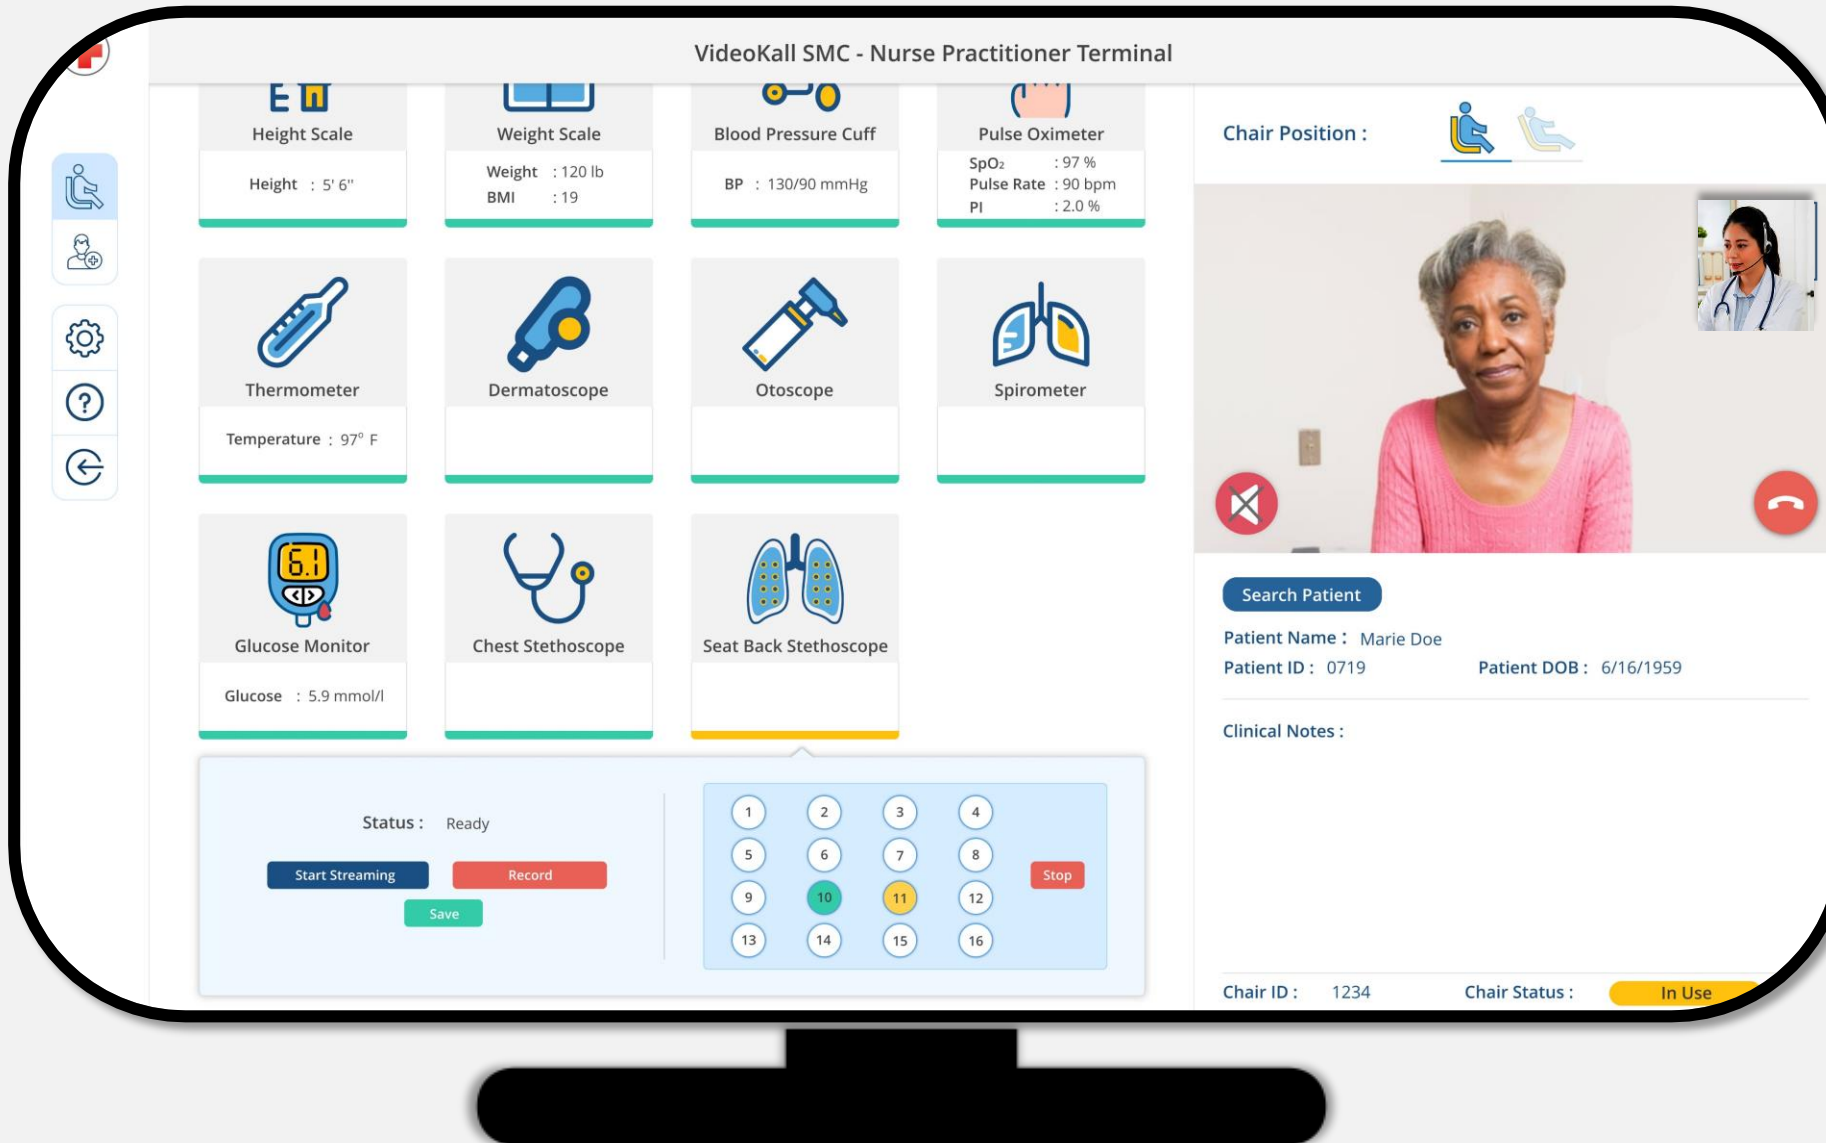 VideoKall SMC - Nurse Practitioner Terminal
E
Height Scale
Height : 5' 6"
Weight Scale
Weight : 120 lb
BMI : 19
Blood Pressure Cuff
BP : 130/90 mmHg
Pulse Oximeter
SpO₂ : 97 %
Pulse Rate : 90 bpm
PI : 2.0 %
Thermometer
Temperature : 97° F
Dermatoscope
Otoscope
Spirometer
6.1
Glucose Monitor
Glucose : 5.9 mmol/l
Chest Stethoscope
Seat Back Stethoscope
Status : Ready
Start Streaming
Record
Save
1 2 3 4
5 6 7 8
9 10 11 12
13 14 15 16
Stop
Chair Position :
Search Patient
Patient Name : Marie Doe
Patient ID : 0719 Patient DOB : 6/16/1959
Clinical Notes :
Chair ID : 1234 Chair Status : In Use
?